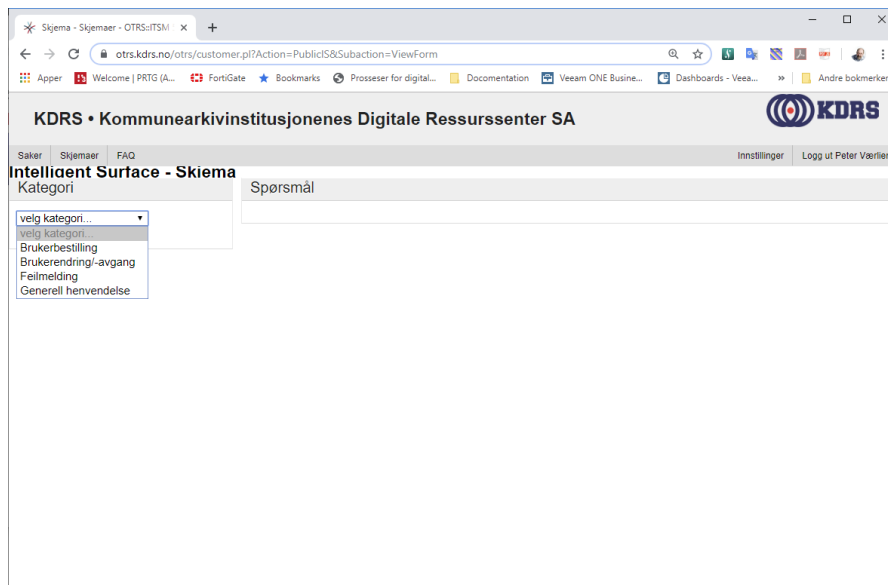 Skjema - Skjemaer - OTRS::ITSM
otrs.kdrs.no/otrs/customer.pl?Action=PublicIS&Subaction=ViewForm
Apper Welcome | PRTG (A... FortiGate Bookmarks Prosseser for digital... Docomentation Veeam ONE Busine... Dashboards - Veea... » Andre bokmerker
KDRS • Kommunearkivinstitusjonenes Digitale Ressurssenter SA
KDRS
Saker Skjemaer FAQ Innstillinger Logg ut Peter Værlien
Intelligent Surface - Skjema
Kategori Spørsmål
velg kategori...
velg kategori...
Brukerbestilling
Brukerendring/-avgang
Feilmelding
Generell henvendelse